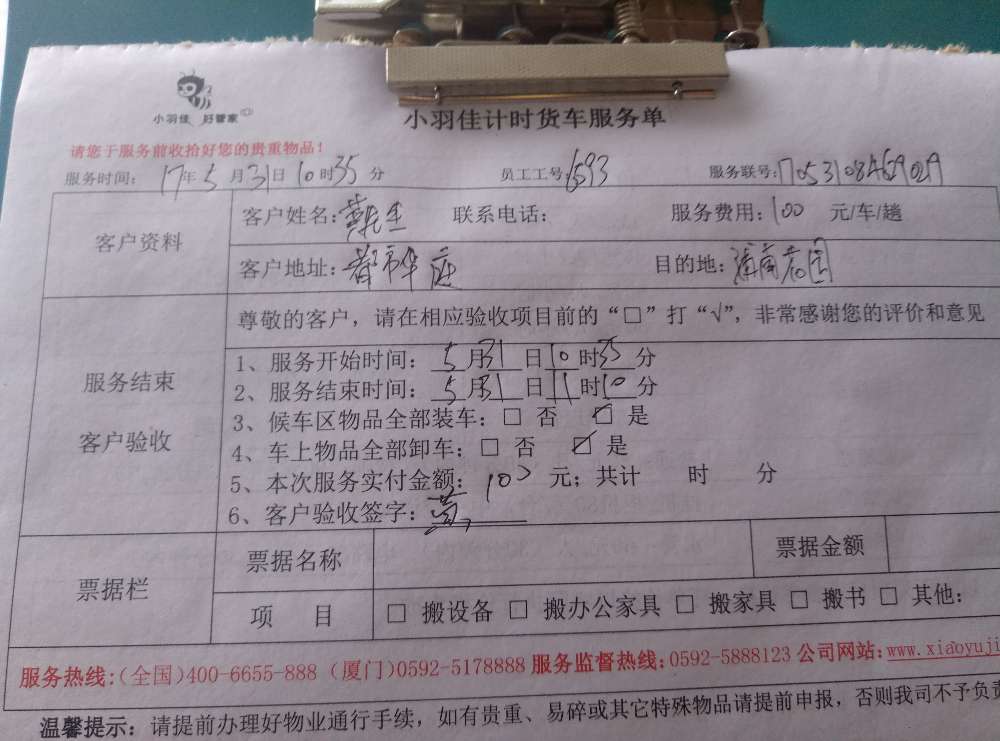 小羽佳 好管家
小羽佳计时货车服务单
请您于服务前收拾好您的贵重物品!
服务时间: 17年5月31日10时35分 员工工号: 1593 服务联号:
客户资料
客户姓名: 联系电话: 服务费用:100 元/车/趟
客户地址:都市华庭 目的地:
服务结束
客户验收
尊敬的客户,请在相应验收项目前的“□”打“√”,非常感谢您的评价和意见
1、服务开始时间: 5月31日10时35分
2、服务结束时间: 5月31日11时10分
3、候车区物品全部装车:□ 否 ☑ 是
4、车上物品全部卸车:□ 否 ☑ 是
5、本次服务实付金额: 100 元;共计 时 分
6、客户验收签字:黄
票据栏
票据名称 票据金额
项 目 □ 搬设备 □ 搬办公家具 □ 搬家具 □ 搬书 □ 其他:
服务热线:(全国)400-6655-888 (厦门)0592-5178888 服务监督热线:0592-5888123 公司网站:www.xiaoyuji
温馨提示:请提前办理好物业通行手续,如有贵重、易碎或其它特殊物品请提前申报,否则我司不予负责